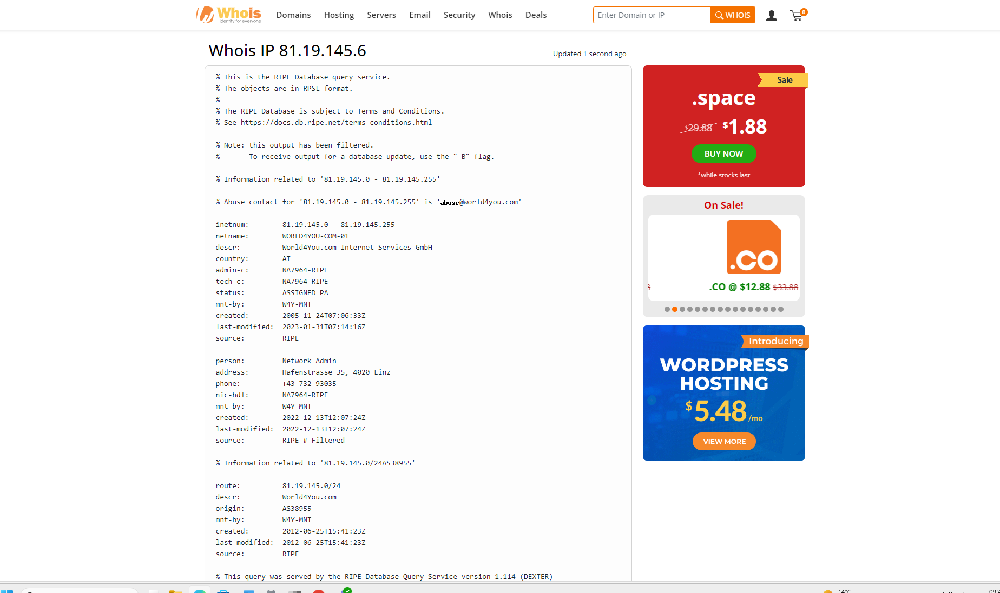 Whois
Identity for everyone
Domains Hosting Servers Email Security Whois Deals
Enter Domain or IP
WHOIS
0
Whois IP 81.19.145.6
Updated 1 second ago
% This is the RIPE Database query service.
% The objects are in RPSL format.
%
% The RIPE Database is subject to Terms and Conditions.
% See https://docs.db.ripe.net/terms-conditions.html
% Note: this output has been filtered.
%       To receive output for a database update, use the "-B" flag.
% Information related to '81.19.145.0 - 81.19.145.255'
% Abuse contact for '81.19.145.0 - 81.19.145.255' is 'abuse@world4you.com'
inetnum:        81.19.145.0 - 81.19.145.255
netname:        WORLD4YOU-COM-01
descr:          World4You.com Internet Services GmbH
country:        AT
admin-c:        NA7964-RIPE
tech-c:         NA7964-RIPE
status:         ASSIGNED PA
mnt-by:         W4Y-MNT
created:        2005-11-24T07:06:33Z
last-modified:  2023-01-31T07:14:16Z
source:         RIPE
person:         Network Admin
address:        Hafenstrasse 35, 4020 Linz
phone:          +43 732 93035
nic-hdl:        NA7964-RIPE
mnt-by:         W4Y-MNT
created:        2022-12-13T12:07:24Z
last-modified:  2022-12-13T12:07:24Z
source:         RIPE # Filtered
% Information related to '81.19.145.0/24AS38955'
route:          81.19.145.0/24
descr:          World4You.com
origin:         AS38955
mnt-by:         W4Y-MNT
created:        2012-06-25T15:41:23Z
last-modified:  2012-06-25T15:41:23Z
source:         RIPE
% This query was served by the RIPE Database Query Service version 1.114 (DEXTER)
Sale
.space
$29.88 $1.88
BUY NOW
*while stocks last
On Sale!
.CO
.CO @ $12.88 $33.88
Introducing
WORDPRESS
HOSTING
$5.48/mo
VIEW MORE
14°C